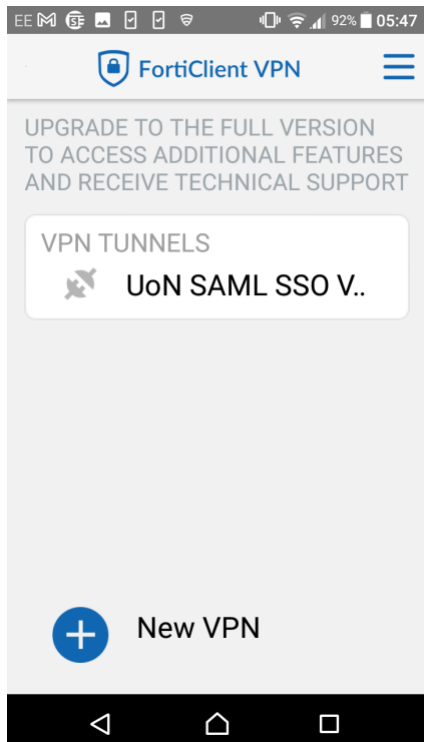 EE 92% 05:47
FortiClient VPN
UPGRADE TO THE FULL VERSION
TO ACCESS ADDITIONAL FEATURES
AND RECEIVE TECHNICAL SUPPORT
VPN TUNNELS
UoN SAML SSO V..
New VPN